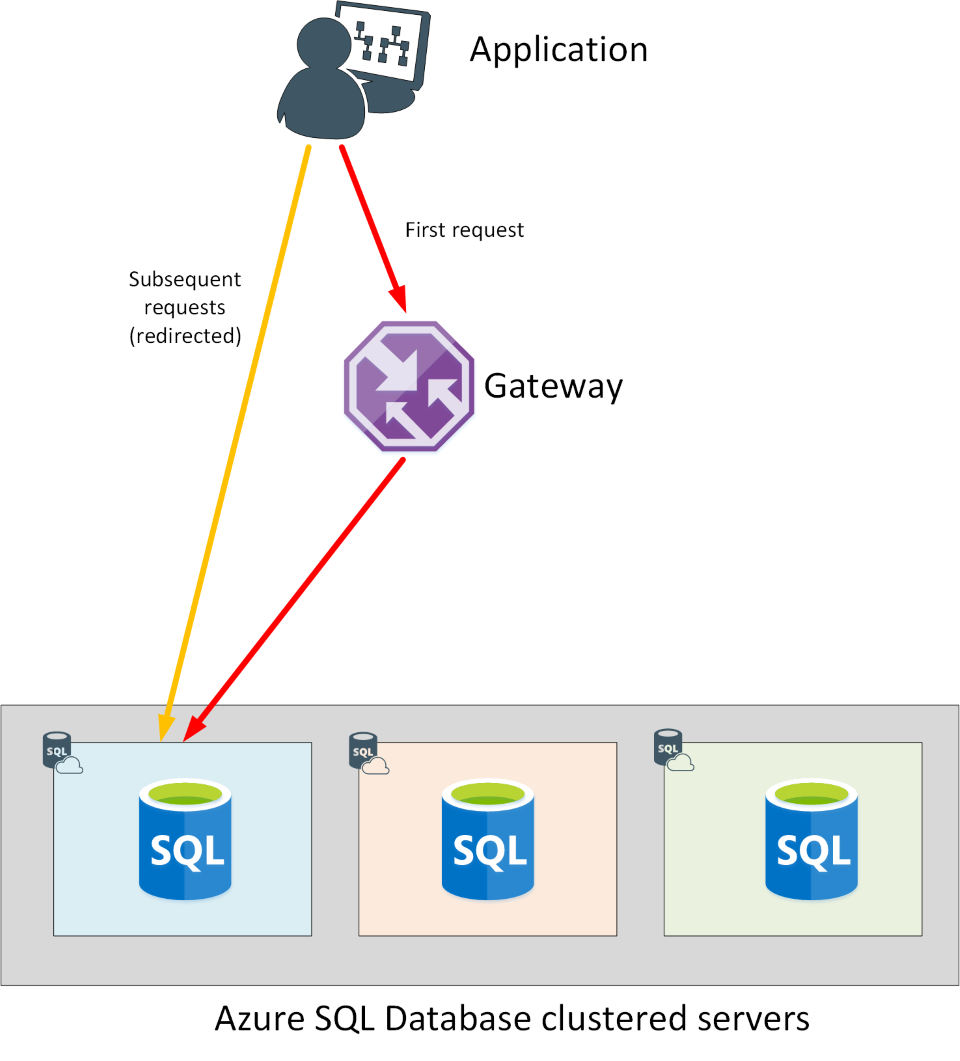 Application
First request
Subsequent
requests
(redirected)
Gateway
SQL
SQL
SQL
SQL
SQL
SQL
Azure SQL Database clustered servers